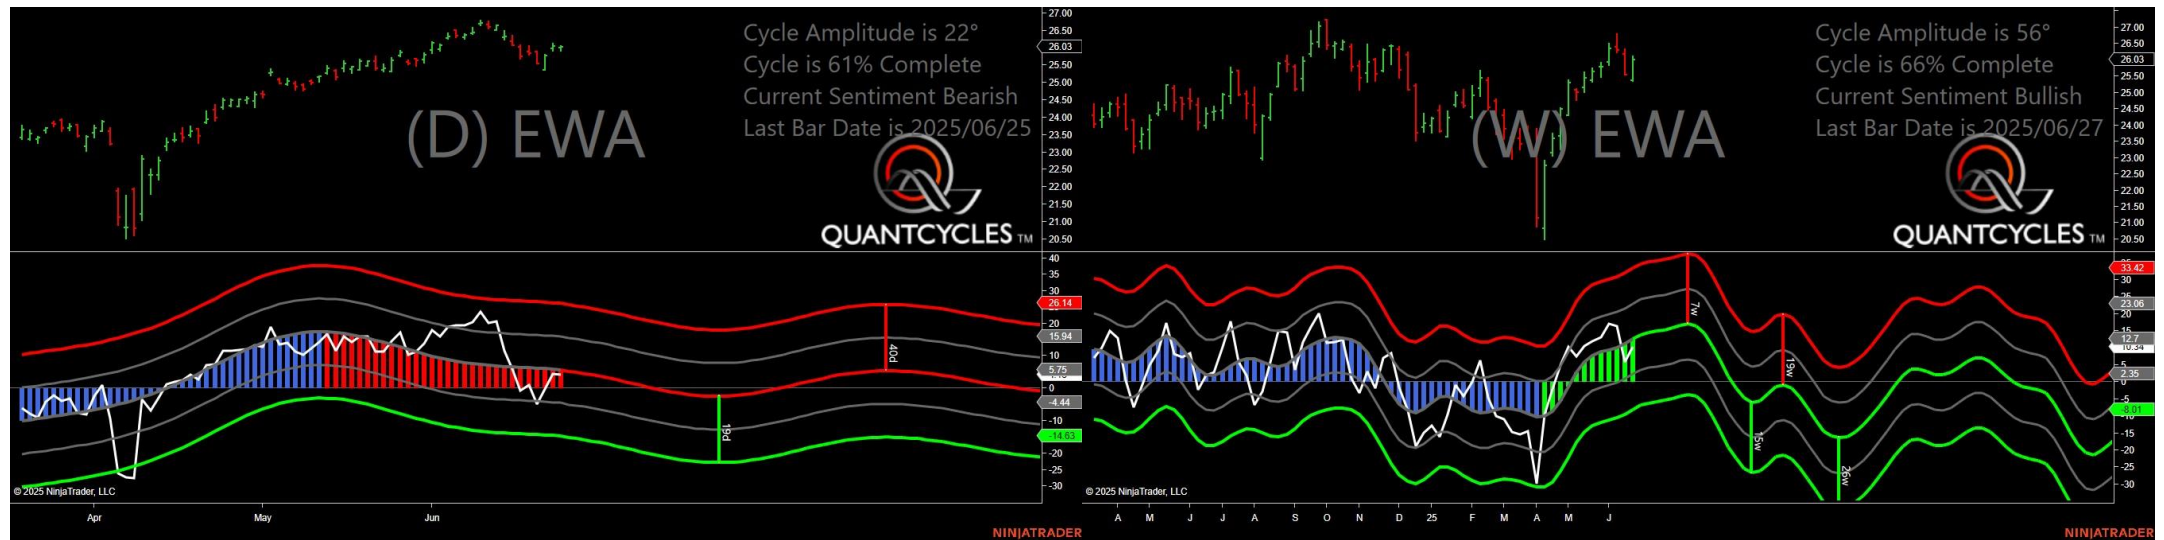 Cycle Amplitude is 22°
Cycle is 61% Complete
Current Sentiment Bearish
Last Bar Date is 2025/06/25
(D) EWA
QUANTCYCLES TM
27.00
26.50
26.03
25.50
25.00
24.50
24.00
23.50
23.00
22.50
22.00
21.50
21.00
20.50
40
35
30
26.14
20
15.94
10
5.75
0
-4.44
-10
-14.63
-20
-25
-30
40d
19d
© 2025 NinjaTrader, LLC
Apr May Jun
NINJATRADER
Cycle Amplitude is 56°
Cycle is 66% Complete
Current Sentiment Bullish
Last Bar Date is 2025/06/27
(W) EWA
QUANTCYCLES TM
27.00
26.50
26.03
25.50
25.00
24.50
24.00
23.50
23.00
22.50
22.00
21.50
21.00
20.50
33.42
30
23.06
20
15
12.7
10.34
5
2.35
-5
-8.01
-15
-20
-25
-30
7w
19w
15w
26w
© 2025 NinjaTrader, LLC
A M J J A S O N D 25 F M A M J
NINJATRADER